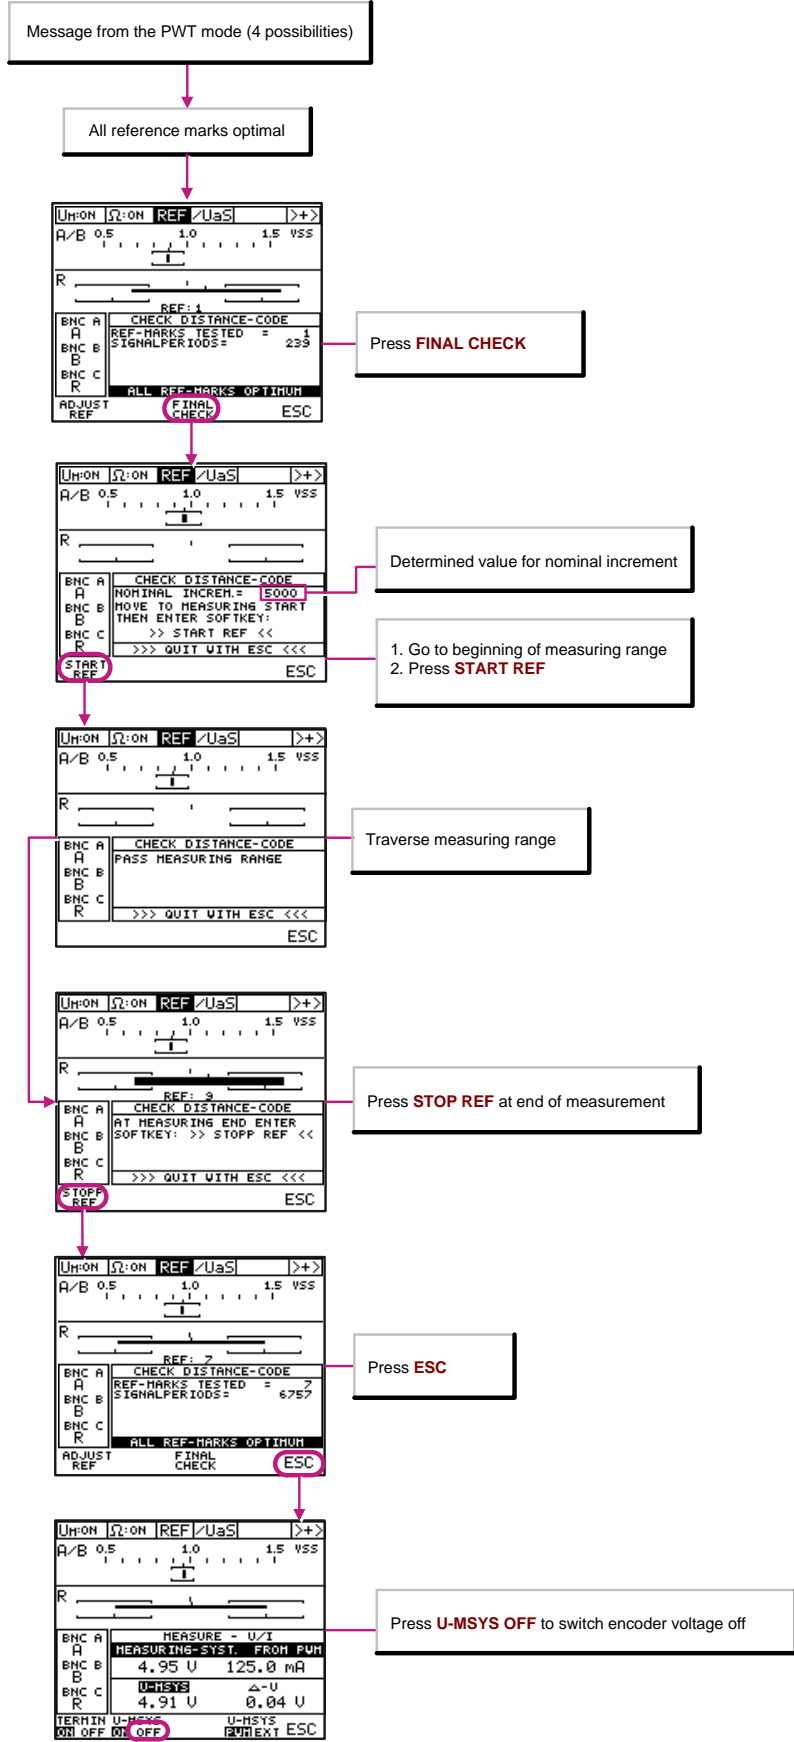 Message from the PWT mode (4 possibilities)
All reference marks optimal
UM:ON Ω:ON REF /UaS >+>
A/B 0.5 1.0 1.5 VSS
R
REF: 1
BNC A CHECK DISTANCE-CODE
A REF-MARKS TESTED = 1
BNC B SIGNALPERIODS= 239
B
BNC C
R ALL REF-MARKS OPTIMUM
ADJUST REF FINAL CHECK ESC
Press FINAL CHECK
UM:ON Ω:ON REF /UaS >+>
A/B 0.5 1.0 1.5 VSS
R
BNC A CHECK DISTANCE-CODE
A NOMINAL INCREM.= 5000
BNC B MOVE TO MEASURING START
B THEN ENTER SOFTKEY:
BNC C >> START REF <<
R >>> QUIT WITH ESC <<<
START REF ESC
Determined value for nominal increment
1. Go to beginning of measuring range
2. Press START REF
UM:ON Ω:ON REF /UaS >+>
A/B 0.5 1.0 1.5 VSS
R
BNC A CHECK DISTANCE-CODE
A PASS MEASURING RANGE
BNC B
B
BNC C
R >>> QUIT WITH ESC <<<
ESC
Traverse measuring range
UM:ON Ω:ON REF /UaS >+>
A/B 0.5 1.0 1.5 VSS
R
REF: 9
BNC A CHECK DISTANCE-CODE
A AT MEASURING END ENTER
BNC B SOFTKEY: >> STOPP REF <<
B
BNC C
R >>> QUIT WITH ESC <<<
STOPP REF ESC
Press STOP REF at end of measurement
UM:ON Ω:ON REF /UaS >+>
A/B 0.5 1.0 1.5 VSS
R
REF: 7
BNC A CHECK DISTANCE-CODE
A REF-MARKS TESTED = 7
BNC B SIGNALPERIODS= 6757
B
BNC C
R ALL REF-MARKS OPTIMUM
ADJUST REF FINAL CHECK ESC
Press ESC
UM:ON Ω:ON REF /UaS >+>
A/B 0.5 1.0 1.5 VSS
R
BNC A MEASURE - U/I
A MEASURING-SYST. FROM PWM
BNC B 4.95 V 125.0 mA
B
BNC C U-MSYS △-U
R 4.91 V 0.04 V
TERMIN U-MSYS U-MSYS
ON OFF ON OFF PWM EXT ESC
Press U-MSYS OFF to switch encoder voltage off